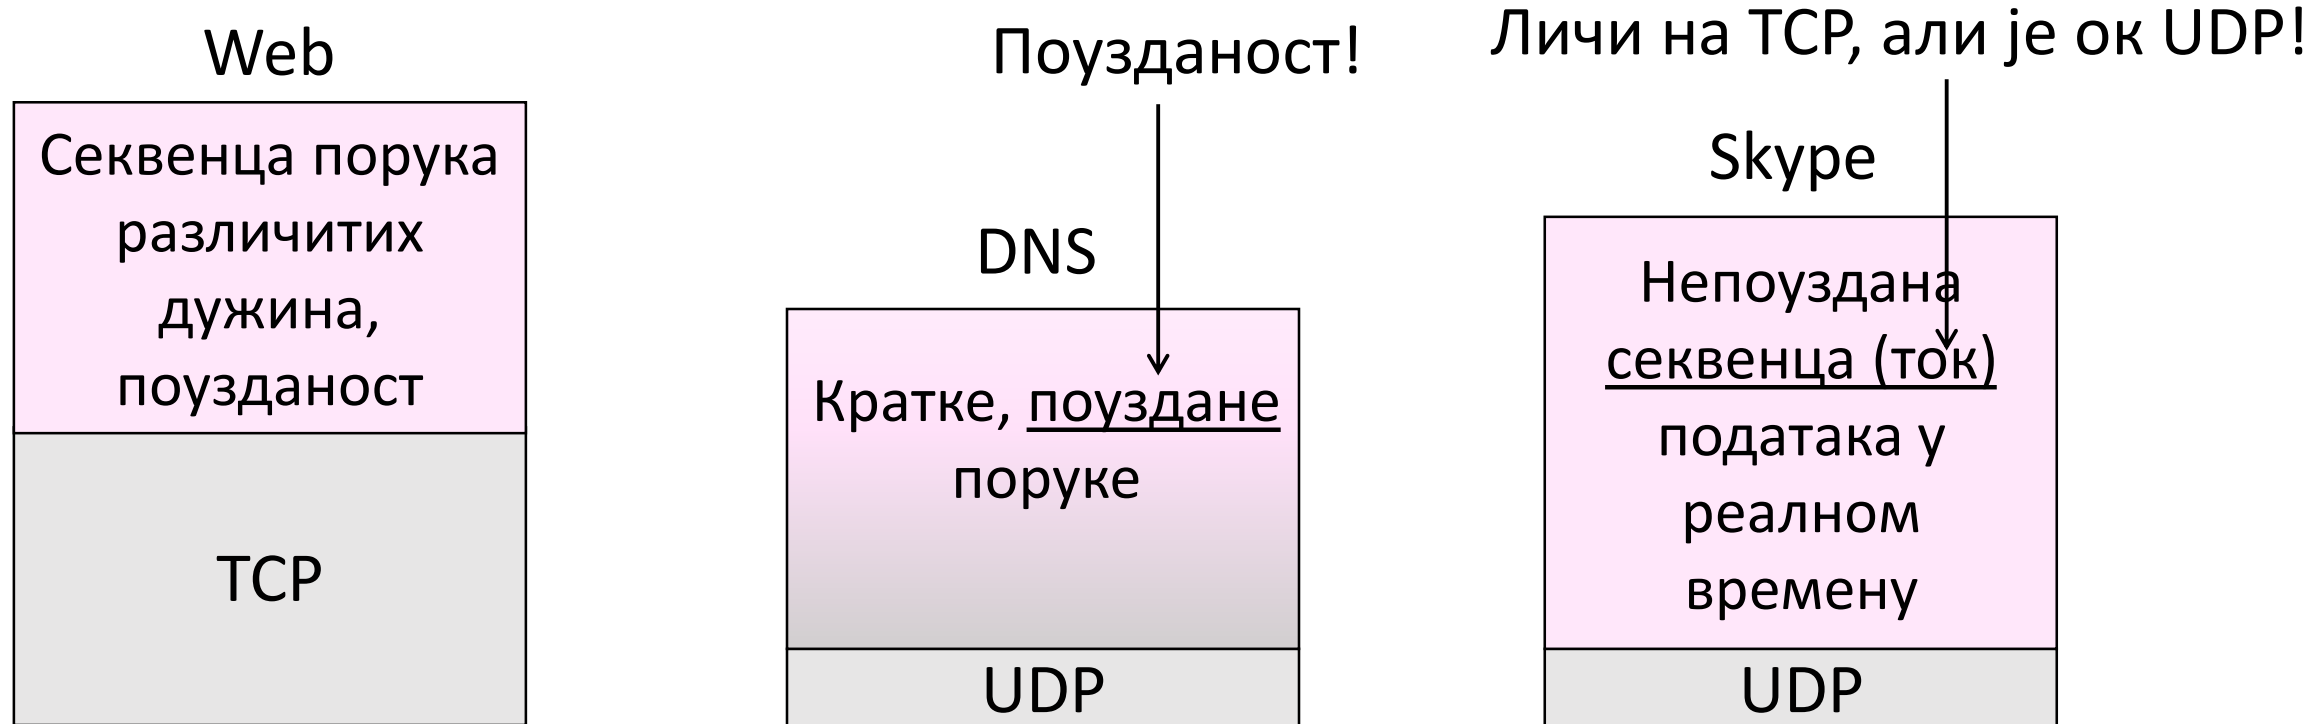 Web
Секвенца порука
различитих
дужина,
поузданост
TCP
Поузданост!
DNS
Кратке, поуздане
поруке
UDP
Личи на TCP, али је ок UDP!
Skype
Непоуздана
секвенца (ток)
података у
реалном
времену
UDP